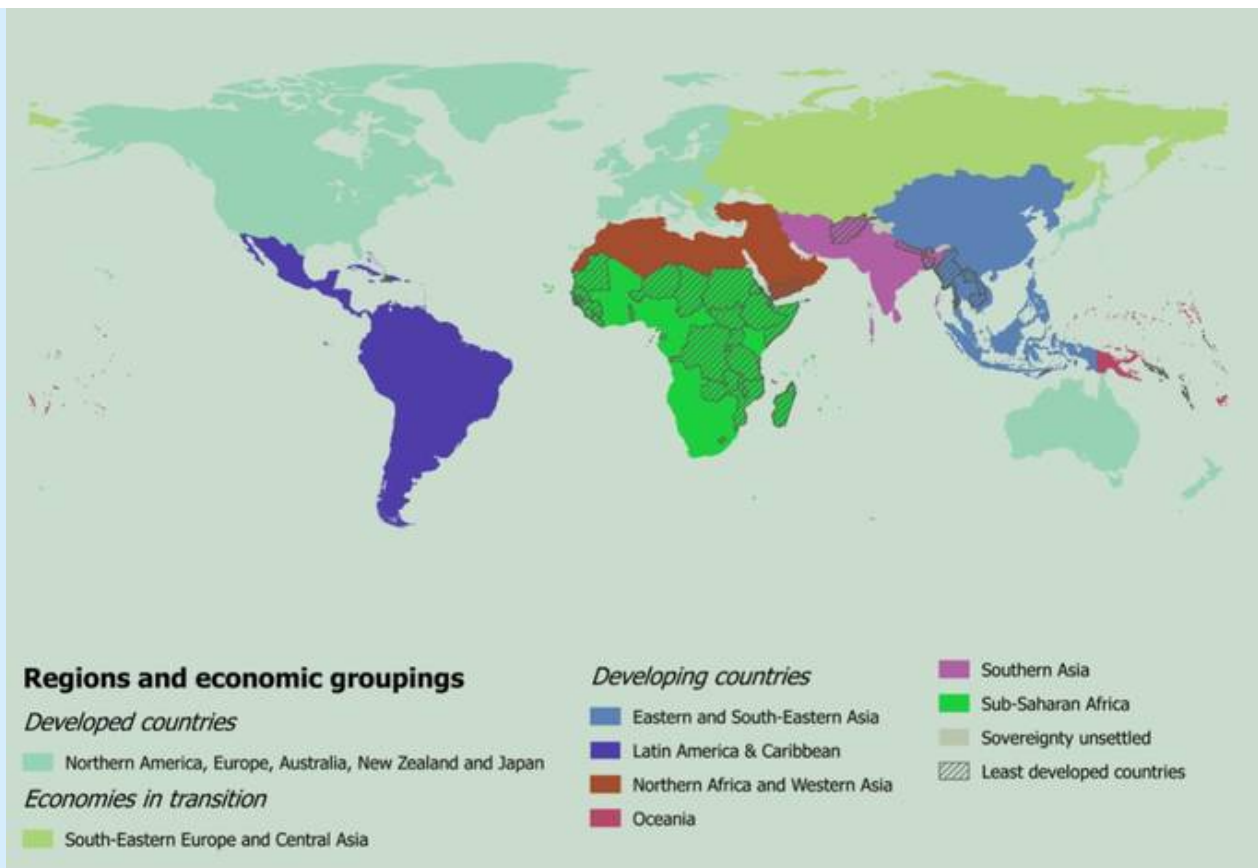 Regions and economic groupings
Developed countries
Northern America, Europe, Australia, New Zealand and Japan
Economies in transition
South-Eastern Europe and Central Asia
Developing countries
Eastern and South-Eastern Asia
Latin America & Caribbean
Northern Africa and Western Asia
Oceania
Southern Asia
Sub-Saharan Africa
Sovereignty unsettled
Least developed countries